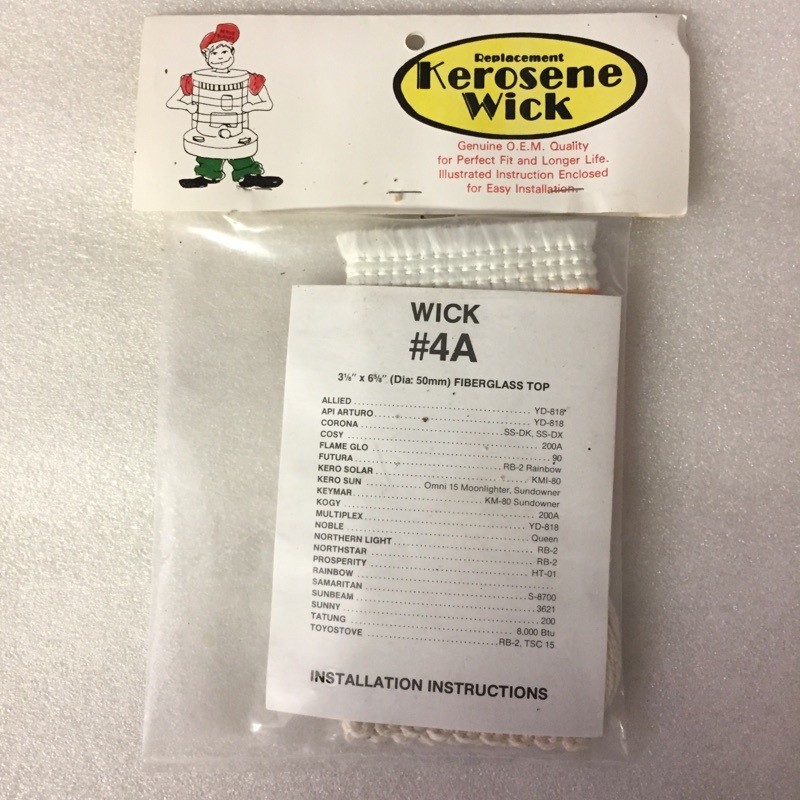 Replacement
Kerosene
Wick
Genuine O.E.M. Quality
for Perfect Fit and Longer Life.
Illustrated Instruction Enclosed
for Easy Installation.
WICK
#4A
3⅛" x 6⅝" (Dia: 50mm) FIBERGLASS TOP
ALLIED ... YD-818
API ARTURO ... YD-818
CORONA ... SS-DK, SS-DX
COSY ... 200A
FLAME GLO ... 90
FUTURA ... RB-2 Rainbow
KERO SOLAR ... KMI-80
KERO SUN ... Omni 15 Moonlighter, Sundowner
KEYMAR ... KM-80 Sundowner
KOGY ... 200A
MULTIPLEX ... YD-818
NOBLE ... Queen
NORTHERN LIGHT ... RB-2
NORTHSTAR ... RB-2
PROSPERITY ... HT-01
RAINBOW ...
SAMARITAN ... S-8700
SUNBEAM ... 3621
SUNNY ... 200
TATUNG ... 8,000 Btu
TOYOSTOVE ... RB-2, TSC 15
INSTALLATION INSTRUCTIONS